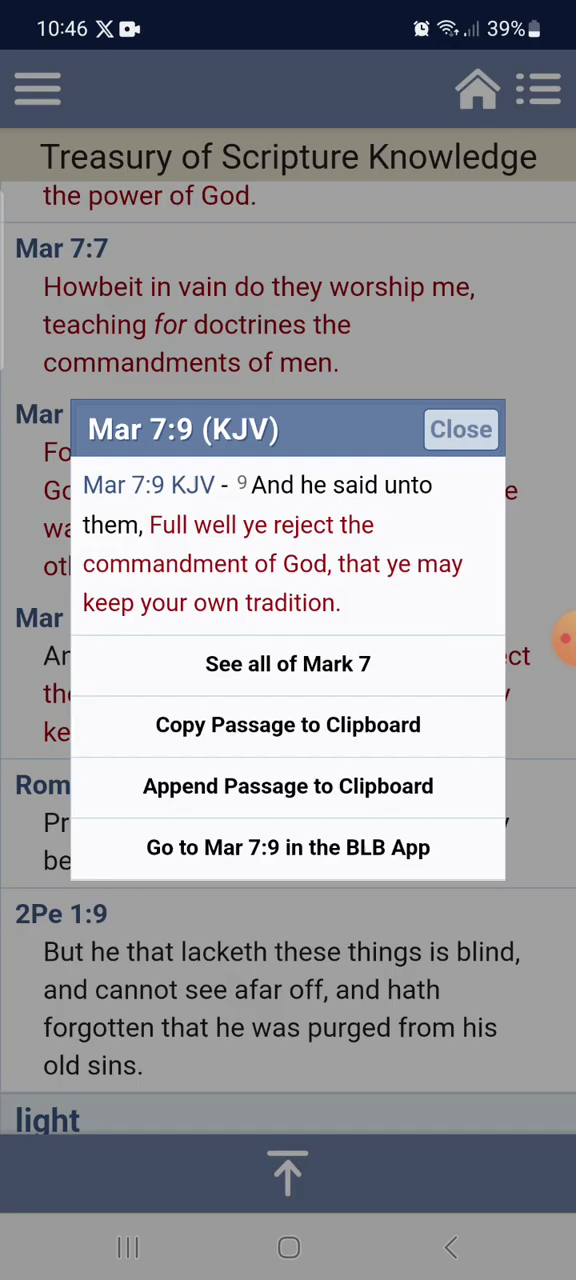 10:46 X 39%
Treasury of Scripture Knowledge
the power of God.
Mar 7:7
Howbeit in vain do they worship me,
teaching for doctrines the
commandments of men.
Mar
Mar 7:9 (KJV)
Close
Mar 7:9 KJV - 9 And he said unto
them, Full well ye reject the
commandment of God, that ye may
keep your own tradition.
See all of Mark 7
Copy Passage to Clipboard
Append Passage to Clipboard
Go to Mar 7:9 in the BLB App
Mar
Rom
2Pe 1:9
But he that lacketh these things is blind,
and cannot see afar off, and hath
forgotten that he was purged from his
old sins.
light